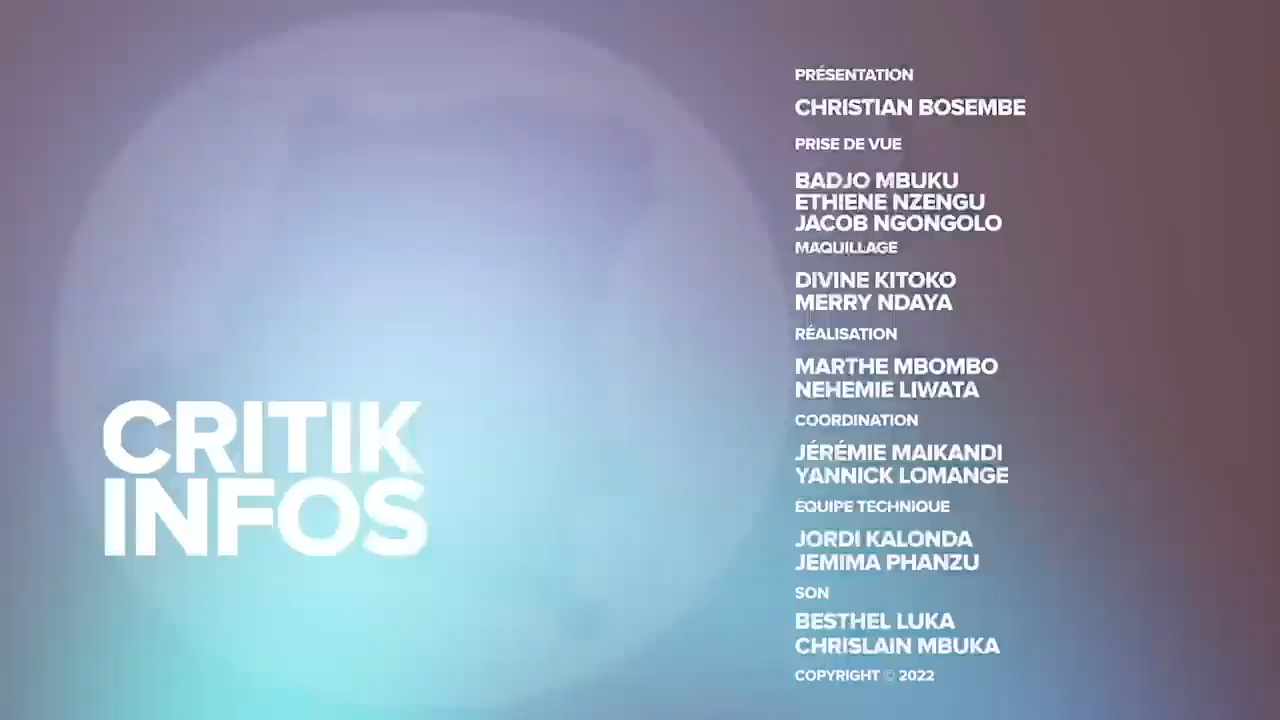 CRITIK
INFOS
PRÉSENTATION
CHRISTIAN BOSEMBE
PRISE DE VUE
BADJO MBUKU
ETHIENE NZENGU
JACOB NGONGOLO
MAQUILLAGE
DIVINE KITOKO
MERRY NDAYA
RÉALISATION
MARTHE MBOMBO
NEHEMIE LIWATA
COORDINATION
JÉRÉMIE MAIKANDI
YANNICK LOMANGE
ÉQUIPE TECHNIQUE
JORDI KALONDA
JEMIMA PHANZU
SON
BESTHEL LUKA
CHRISLAIN MBUKA
COPYRIGHT © 2022